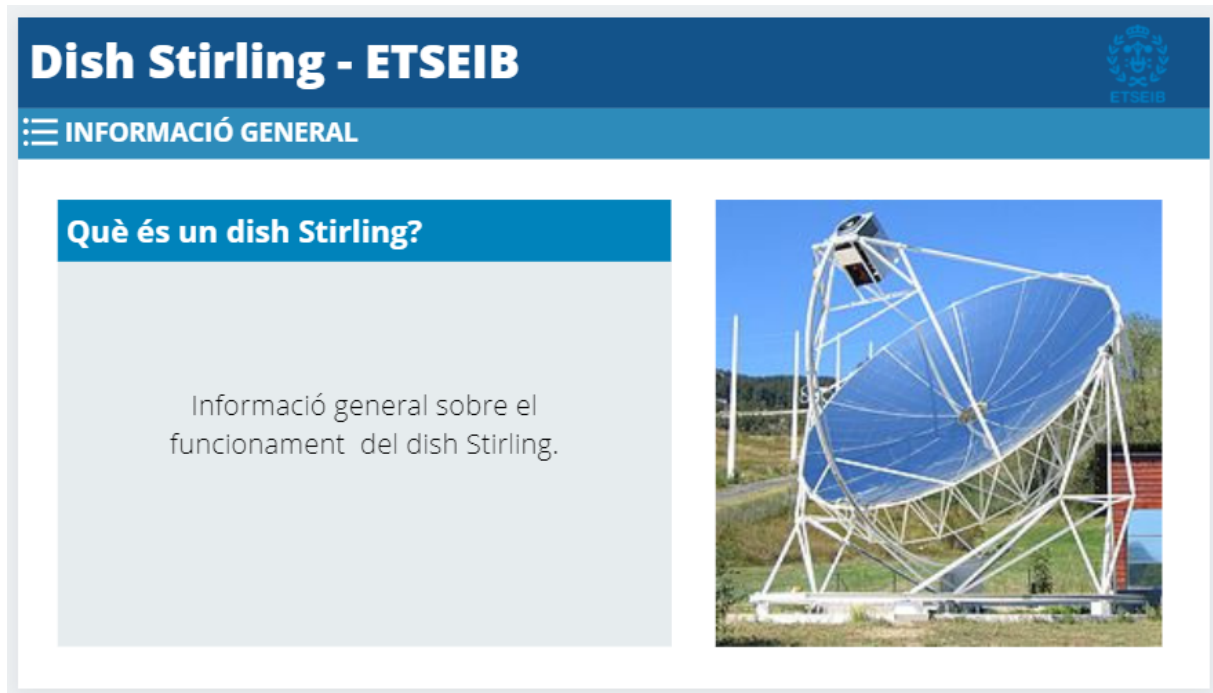 Dish Stirling - ETSEIB
ETSEIB
INFORMACIÓ GENERAL
Què és un dish Stirling?
Informació general sobre el
funcionament del dish Stirling.